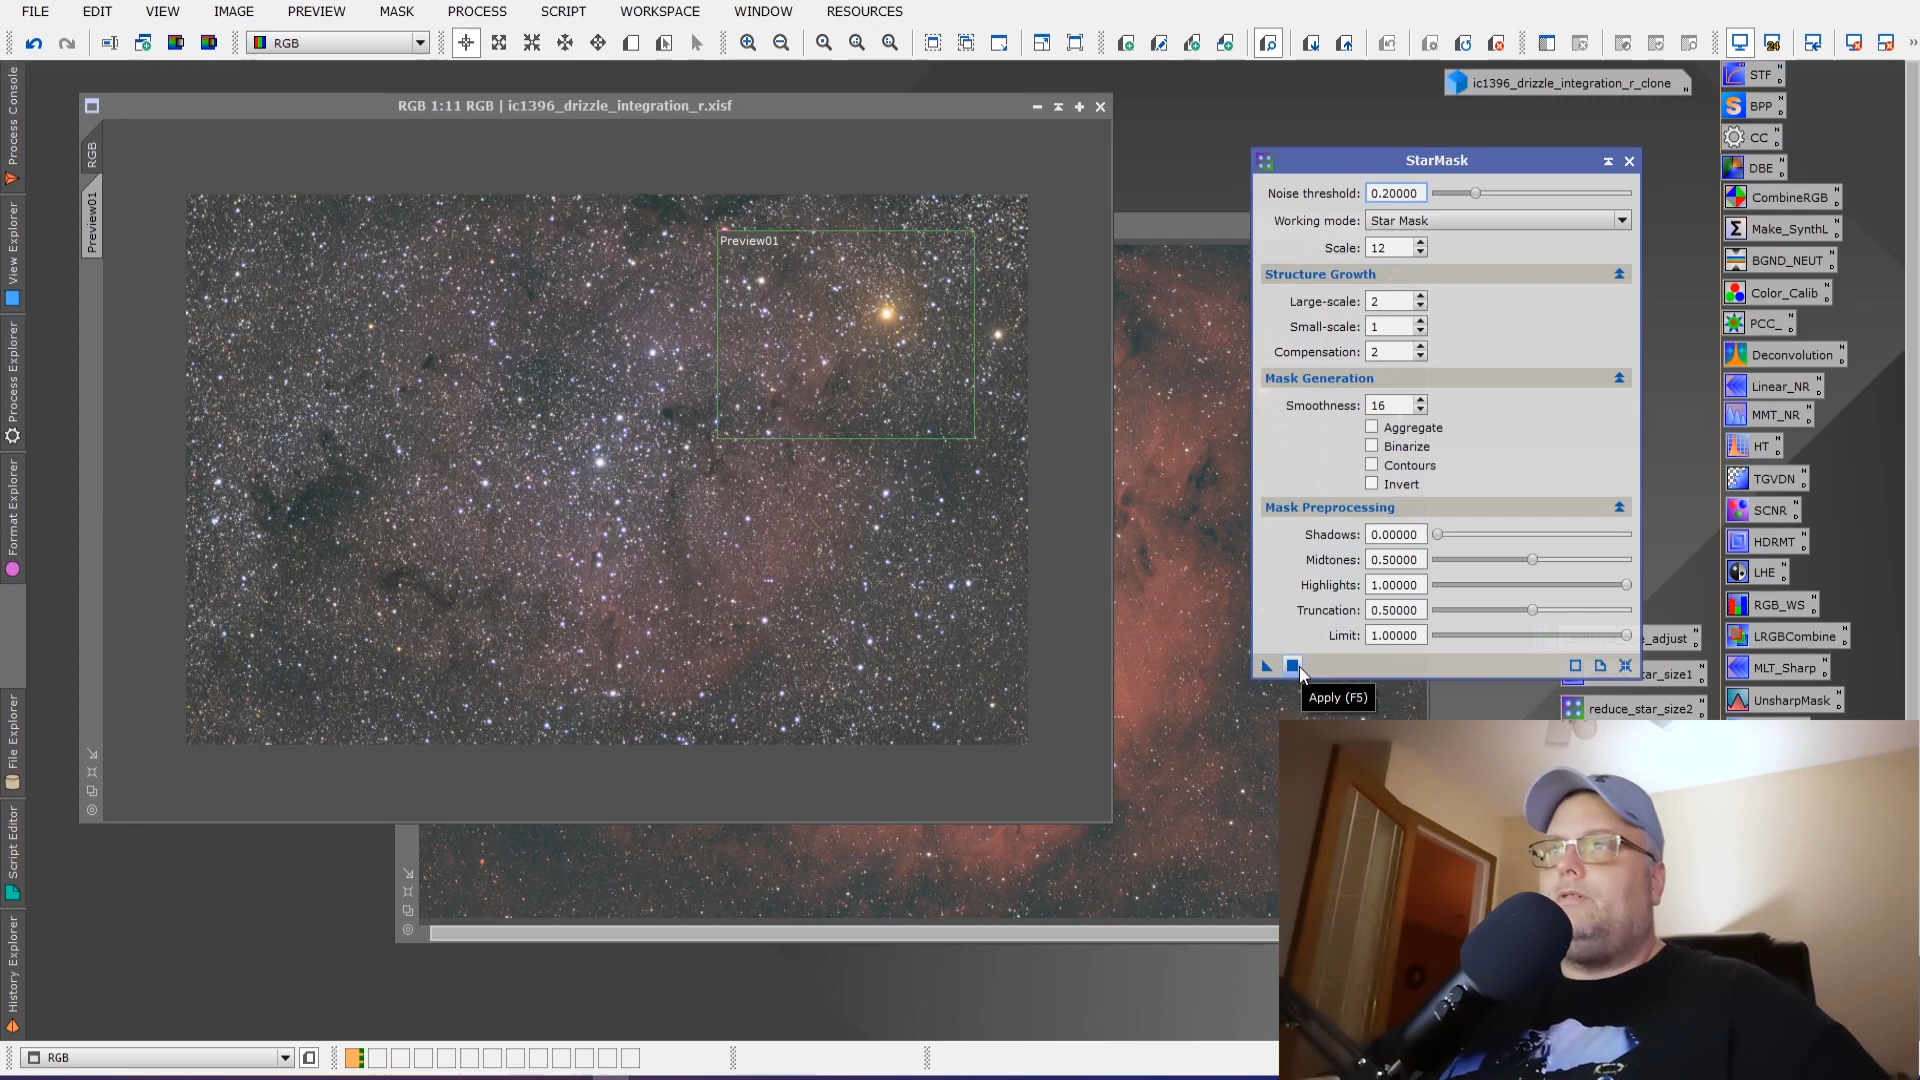 FILE EDIT VIEW IMAGE PREVIEW MASK PROCESS SCRIPT WORKSPACE WINDOW RESOURCES
RGB
24
Process Console
View Explorer
Process Explorer
Format Explorer
File Explorer
Script Editor
History Explorer
RGB 1:11 RGB | ic1396_drizzle_integration_r.xisf
RGB
Preview01
Preview01
ic1396_drizzle_integration_r_clone
StarMask
Noise threshold: 0.20000
Working mode: Star Mask
Scale: 12
Structure Growth
Large-scale: 2
Small-scale: 1
Compensation: 2
Mask Generation
Smoothness: 16
Aggregate
Binarize
Contours
Invert
Mask Preprocessing
Shadows: 0.00000
Midtones: 0.50000
Highlights: 1.00000
Truncation: 0.50000
Limit: 1.00000
Apply (F5)
_adjust
ar_size1
reduce_star_size2
STF
BPP
CC
DBE
CombineRGB
Make_SynthL
BGND_NEUT
Color_Calib
PCC_
Deconvolution
Linear_NR
MMT_NR
HT
TGVDN
SCNR
HDRMT
LHE
RGB_WS
LRGBCombine
MLT_Sharp
UnsharpMask
RGB